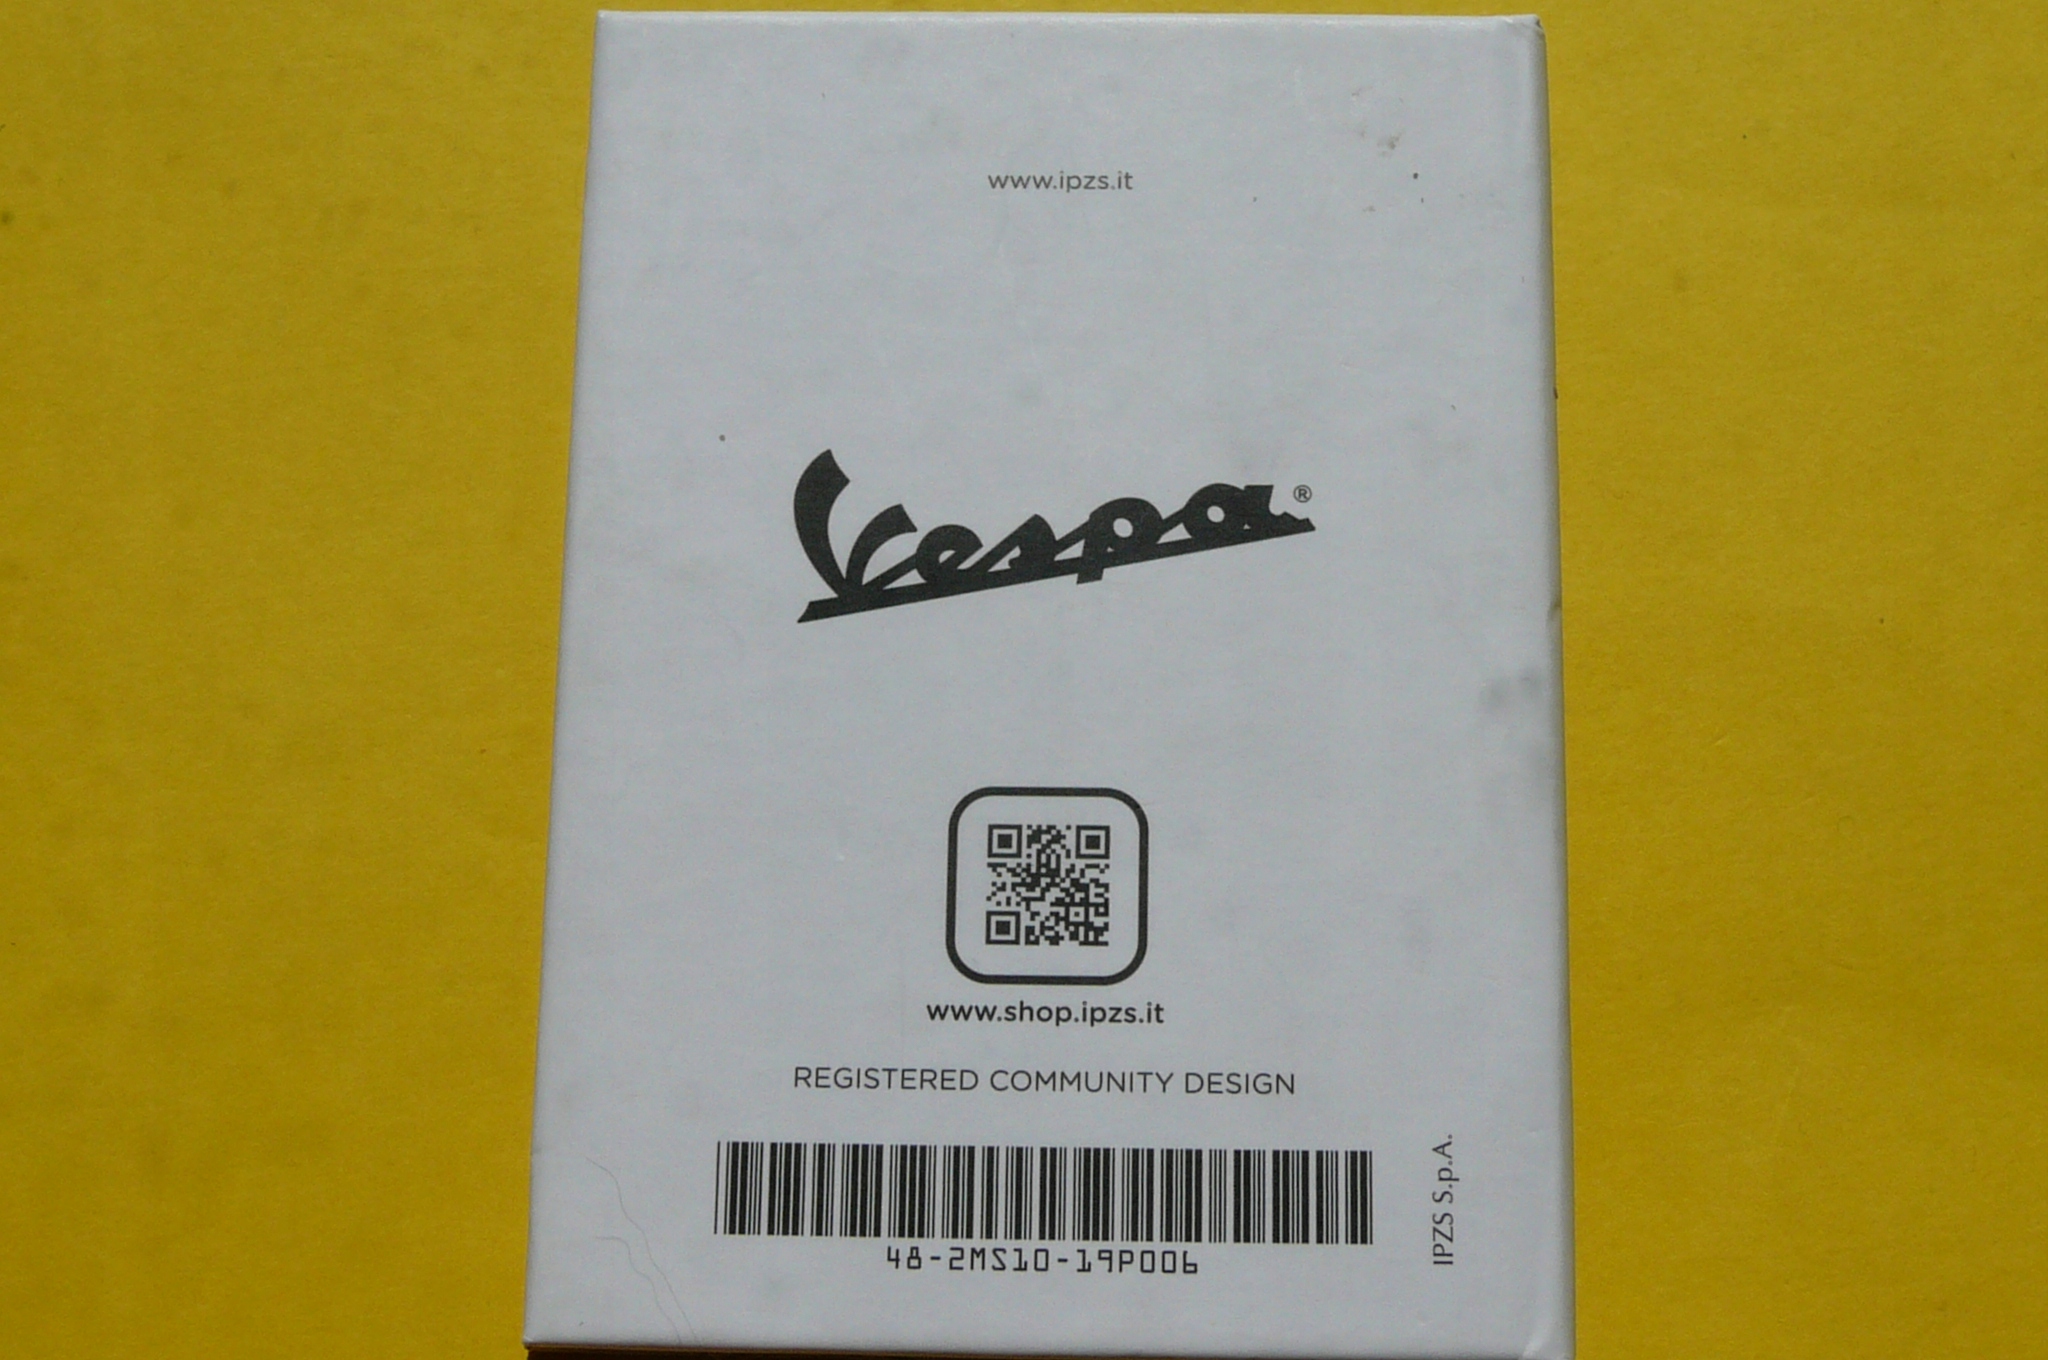 www.ipzs.it
Vespa®
www.shop.ipzs.it
REGISTERED COMMUNITY DESIGN
48-2MS10-19P006
IPZS S.p.A.